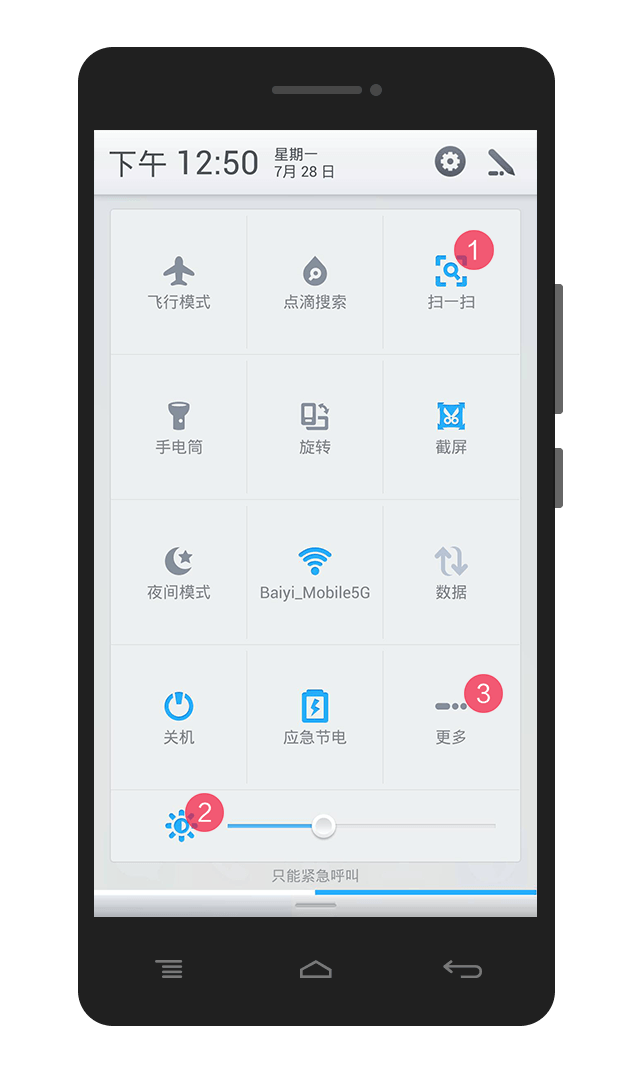 下午 12:50
星期一
7月 28 日
1
飞行模式
点滴搜索
扫一扫
手电筒
旋转
截屏
夜间模式
Baiyi_Mobile5G
数据
3
关机
应急节电
更多
2
只能紧急呼叫